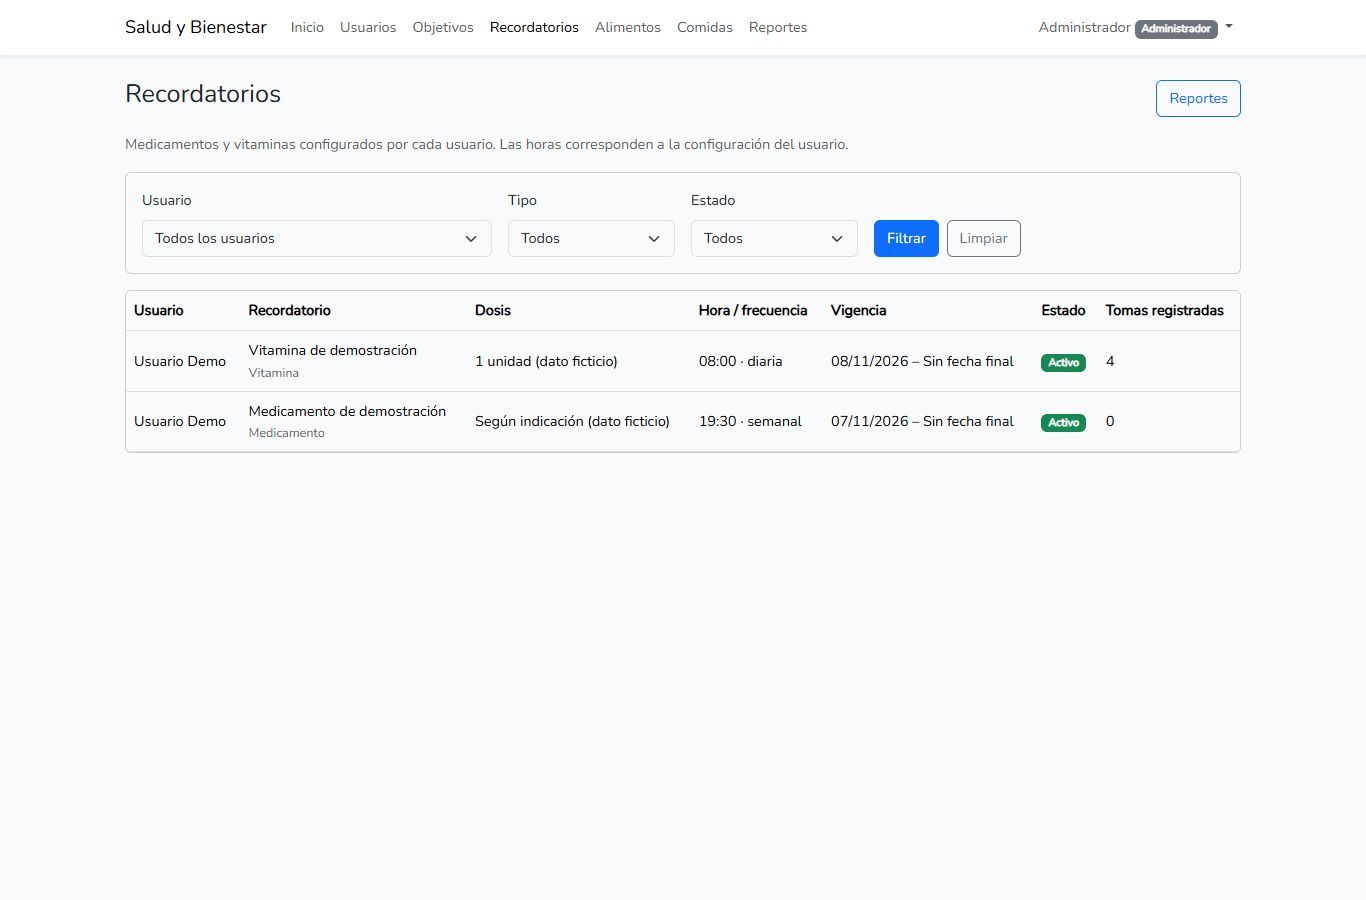 Salud y Bienestar Inicio Usuarios Objetivos Recordatorios Alimentos Comidas Reportes Administrador Administrador
Recordatorios Reportes
Medicamentos y vitaminas configurados por cada usuario. Las horas corresponden a la configuración del usuario.
Usuario Tipo Estado
Todos los usuarios Todos Todos Filtrar Limpiar
Usuario Recordatorio Dosis Hora / frecuencia Vigencia Estado Tomas registradas
Usuario Demo Vitamina de demostración 1 unidad (dato ficticio) 08:00 · diaria 08/11/2026 – Sin fecha final Activo 4
Vitamina
Usuario Demo Medicamento de demostración Según indicación (dato ficticio) 19:30 · semanal 07/11/2026 – Sin fecha final Activo 0
Medicamento